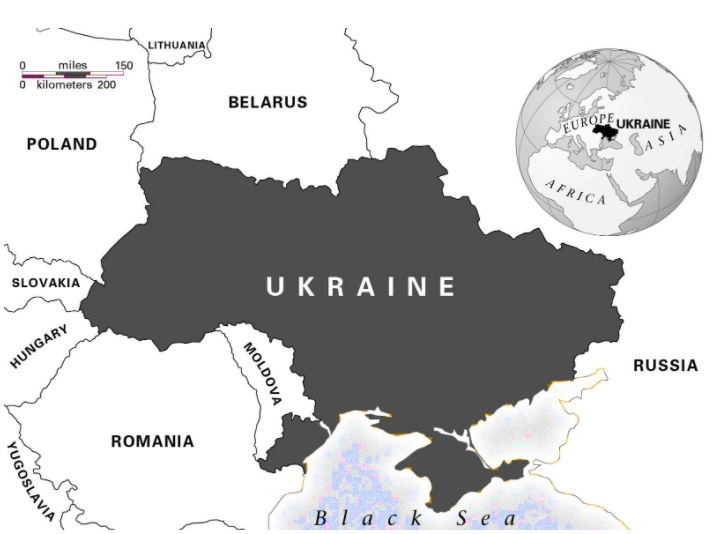 LITHUANIA
0 miles 150
0 kilometers 200
BELARUS
POLAND
EUROPE
UKRAINE
ASIA
AFRICA
SLOVAKIA
UKRAINE
HUNGARY
MOLDOVA
RUSSIA
ROMANIA
YUGOSLAVIA
Black Sea